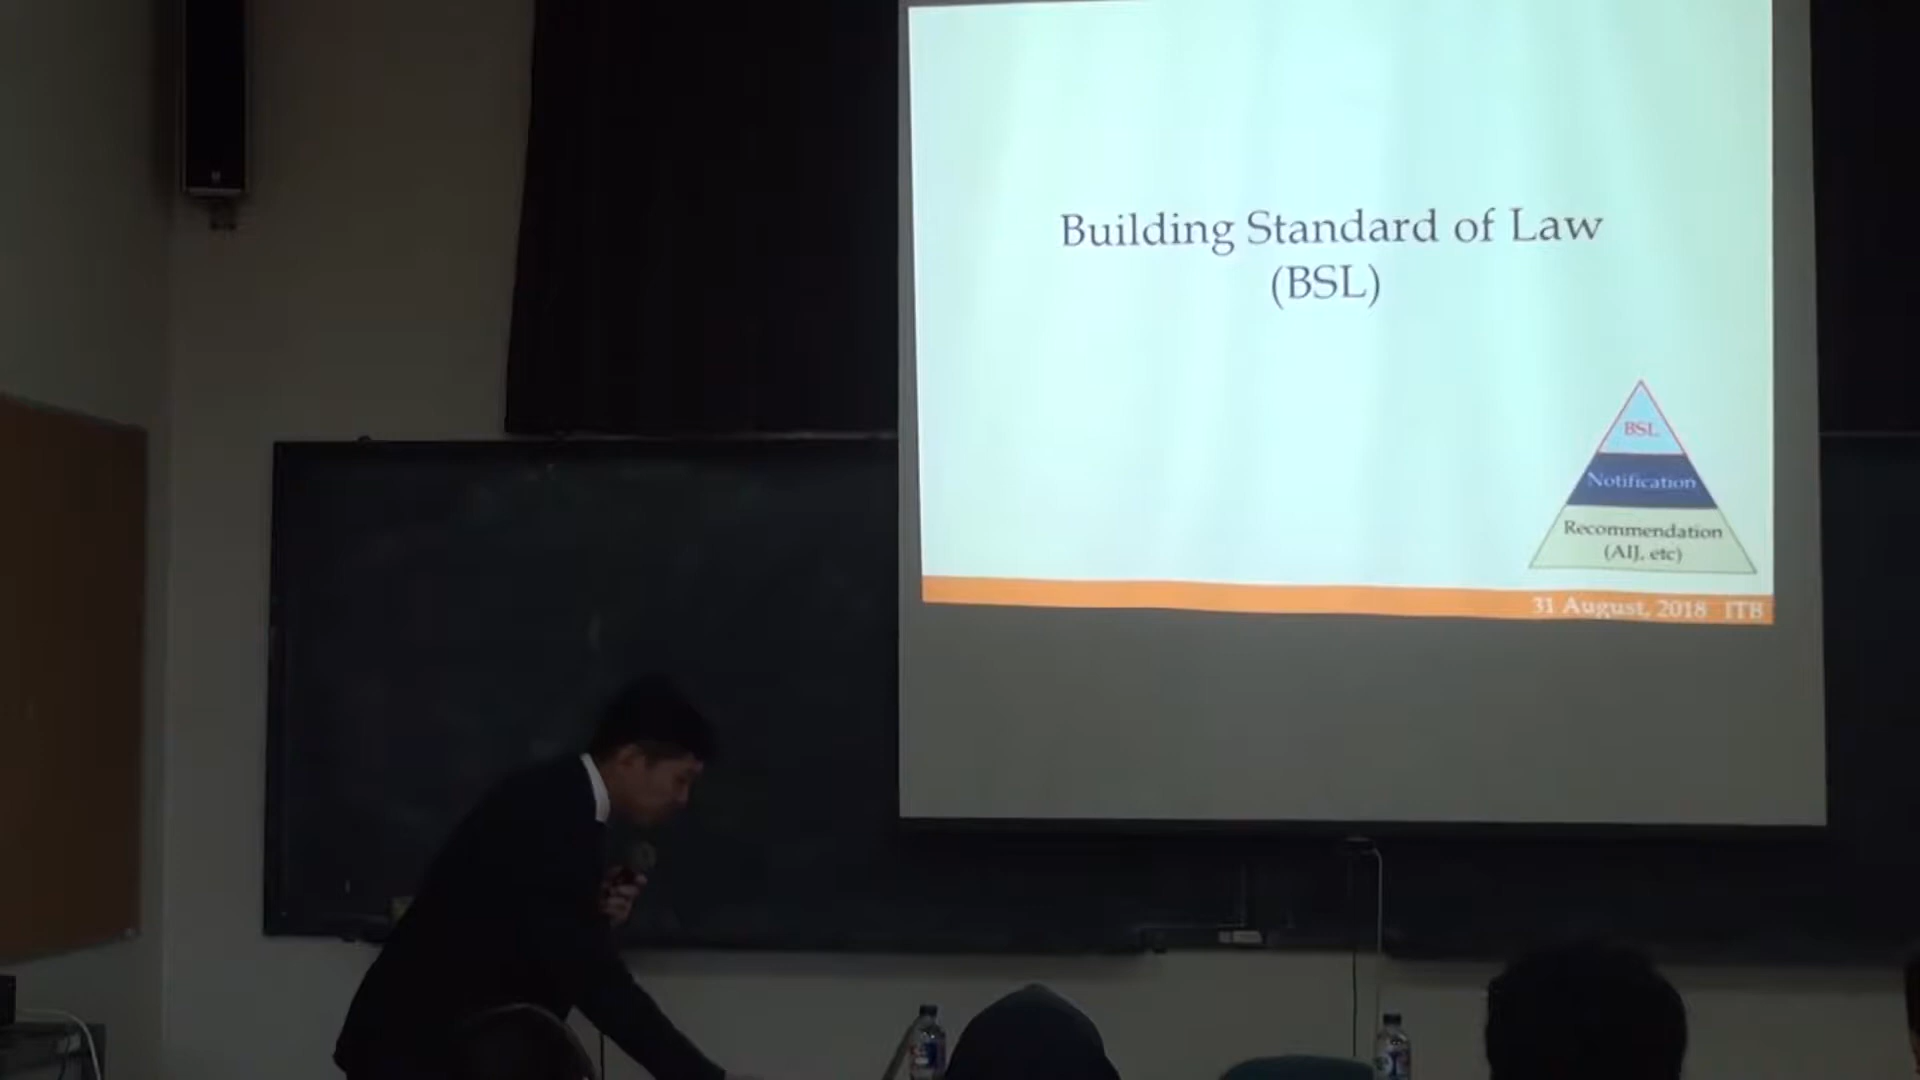 Building Standard of Law
(BSL)
BSL
Notification
Recommendation
(AIJ, etc)
31 August, 2018 ITB